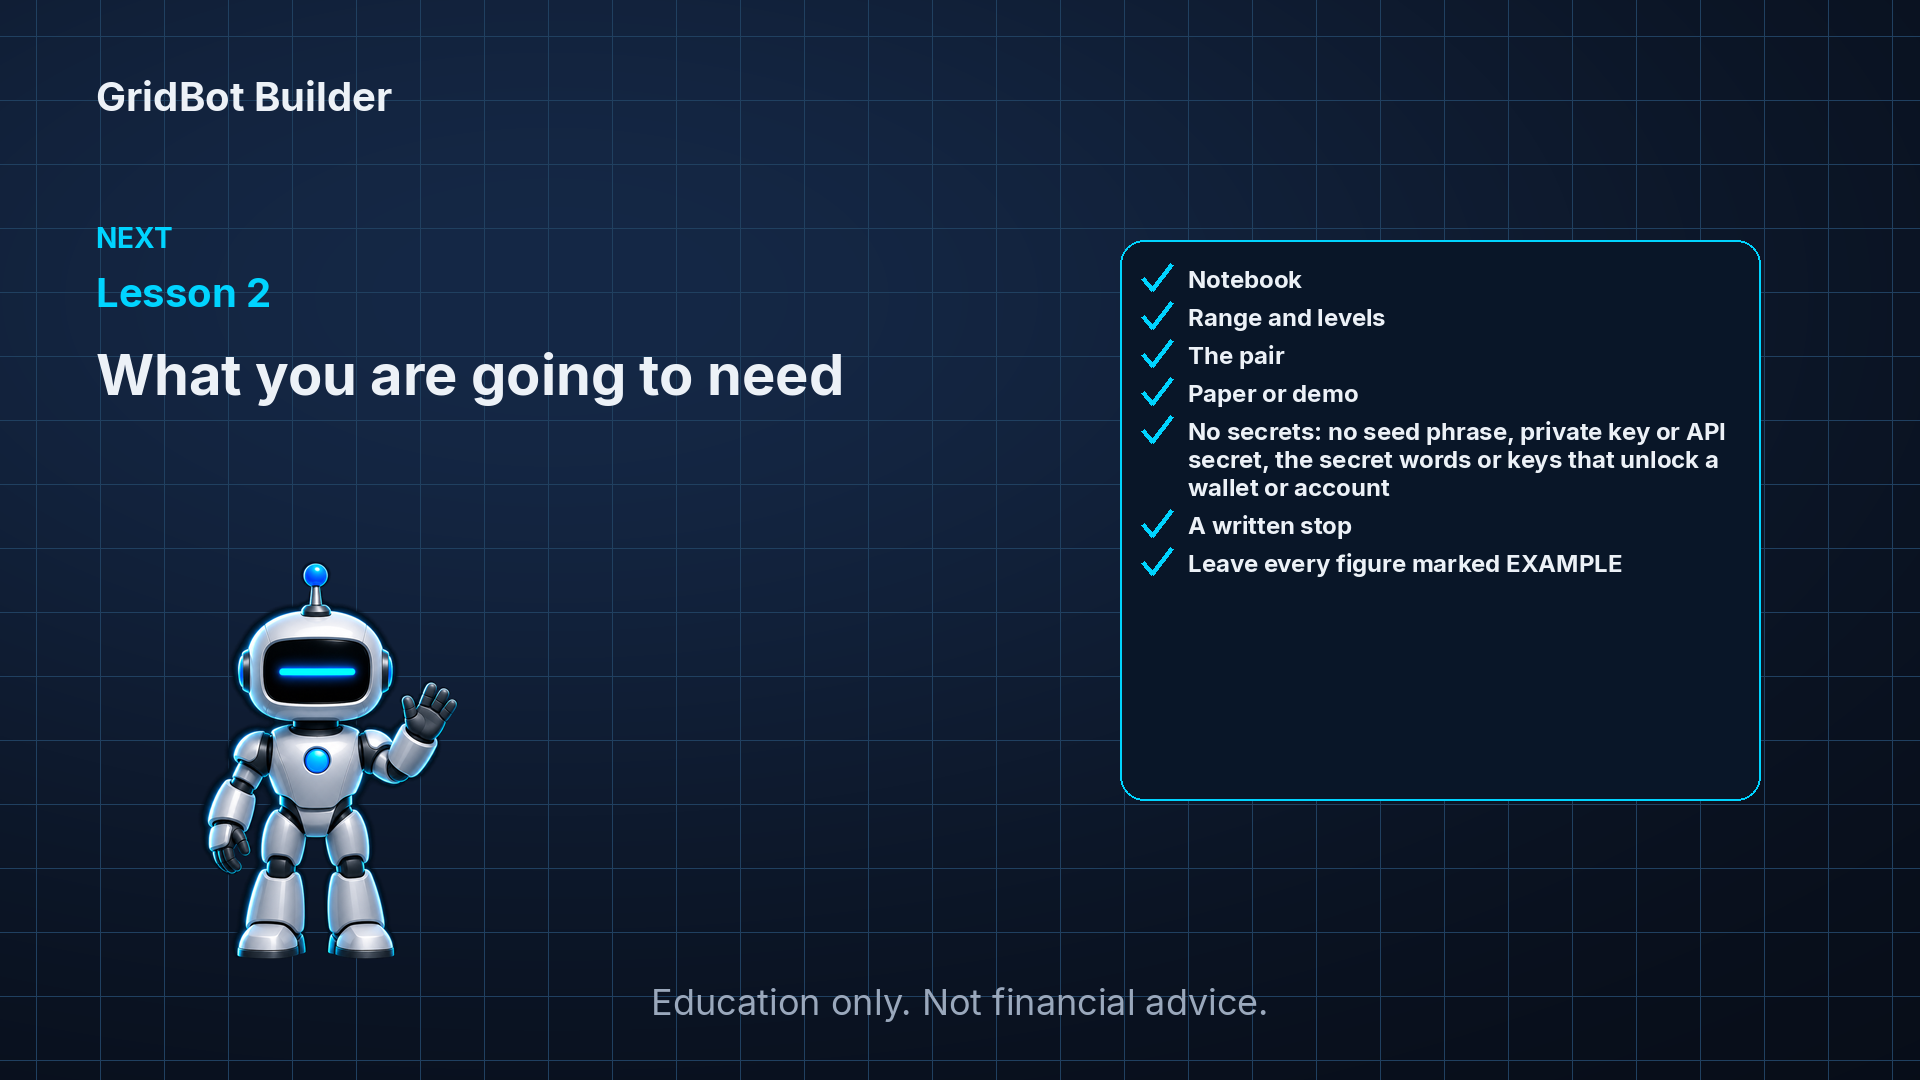 GridBot Builder
NEXT
Lesson 2
What you are going to need
Notebook
Range and levels
The pair
Paper or demo
No secrets: no seed phrase, private key or API
secret, the secret words or keys that unlock a
wallet or account
A written stop
Leave every figure marked EXAMPLE
Education only. Not financial advice.